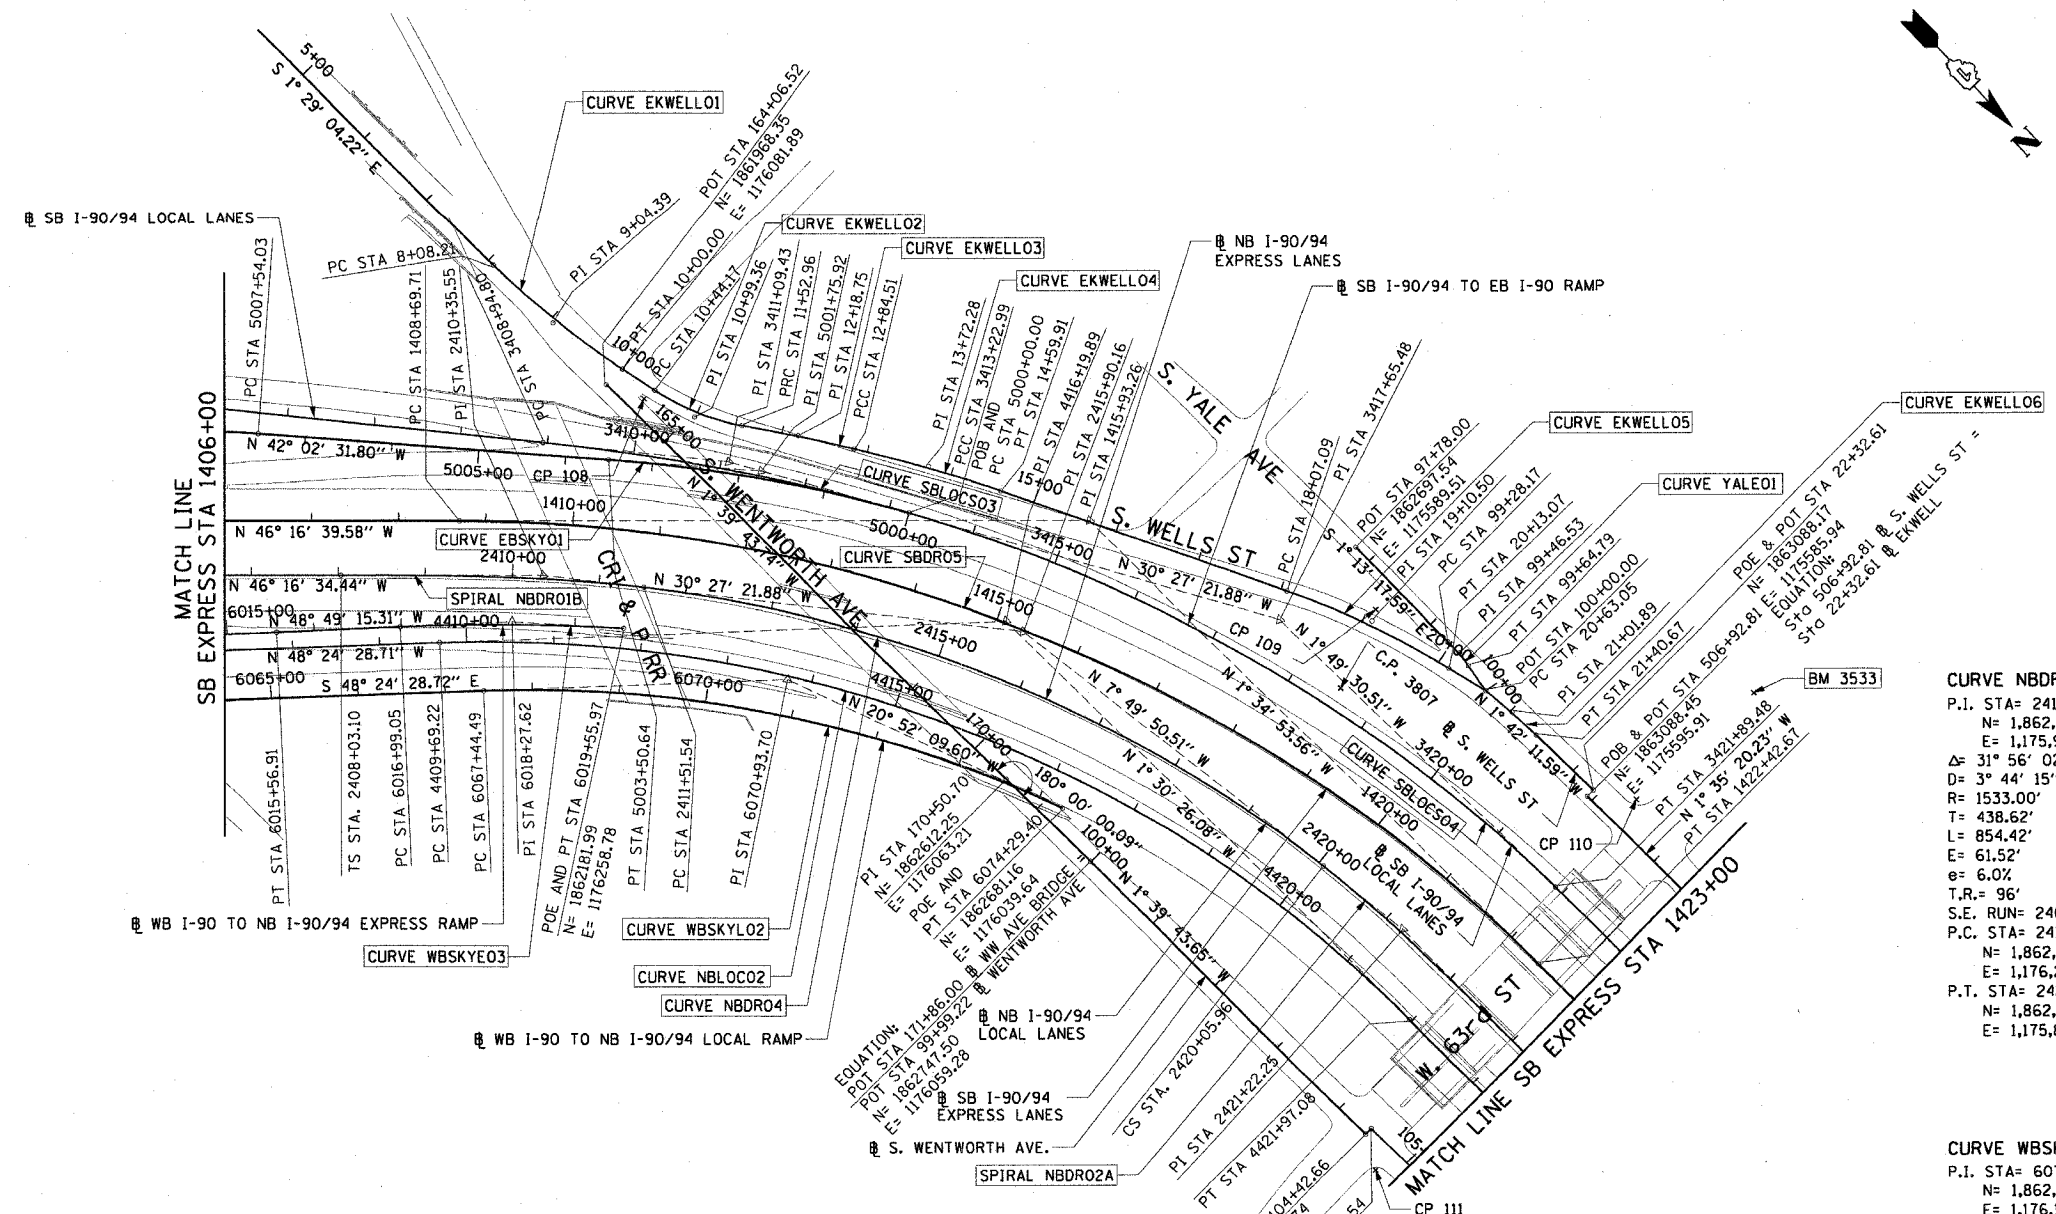 5+00
S 1° 29' 04.22" E
CURVE EKWELL01
POT STA 164+06.52
N= 1861968.35
E= 1176081.89
PI STA 9+04.39
N
℄ SB I-90/94 LOCAL LANES
PC STA 8+08.21
CURVE EKWELL02
CURVE EKWELL03
CURVE EKWELL04
℄ NB I-90/94
EXPRESS LANES
℄ SB I-90/94 TO EB I-90 RAMP
PC STA 5007+54.03
PC STA 1408+69.71
PI STA 2410+35.55
PC STA 3408+94.80
PT STA 10+00.00
10+00
PC STA 10+44.17
PI STA 10+99.36
PI STA 3411+09.43
PRC STA 11+52.96
PI STA 5001+75.92
PI STA 12+18.75
PCC STA 12+84.51
PI STA 13+72.28
PCC STA 3413+22.99
POB AND
PC STA 5000+00.00
PT STA 14+59.91
PI STA 4416+19.89
PI STA 2415+90.16
PI STA 1415+93.26
S. YALE
AVE
PC STA 18+07.09
PI STA 3417+65.48
CURVE EKWELL05
CURVE EKWELL06
CURVE YALE01
POT STA 97+78.00
N= 1862697.54
E= 1175589.51
PI STA 19+10.50
PC STA 99+28.17
PT STA 20+13.07
PI STA 99+46.53
PT STA 99+64.79
POT STA 100+00.00
PC STA 20+63.05
PI STA 21+01.89
PT STA 21+40.67
POE & POT STA 22+32.61
N= 1863088.17
E= 1175585.94
EQUATION:
Sta 506+92.81 ℄ S. WELLS ST =
Sta 22+32.61 ℄ EKWELL
POB & POT STA 506+92.81
N= 1863088.45
E= 1175595.91
PT STA 3421+89.48
N 1° 35' 20.23" W
PT STA 1422+42.67
BM 3533
MATCH LINE
SB EXPRESS STA 1406+00
N 42° 02' 31.80" W
5005+00
CP 108
165+00
3410+00
1410+00
N 46° 16' 39.58" W
CURVE EBSKY01
2410+00
CURVE SBLOCS03
5000+00
15+00
3415+00
S. WELLS ST
CURVE SBDR05
S. WENTWORTH AVE
N 1° 39' 43.74" W
N 46° 16' 34.44" W
SPIRAL NBDR01B
N 30° 27' 21.88" W
CRI & P RR
1415+00
N 30° 27' 21.88" W
S 1° 13' 17.59" E
20+00
100+00
6015+00
N 48° 49' 15.31" W
4410+00
2415+00
CP 109
N 1° 49' 30.51" W
C.P. 3807
N 1° 42' 11.59" W
N 48° 24' 28.71" W
6065+00
S 48° 24' 28.72" E
6070+00
4415+00
170+00
N 7° 49' 50.51" W
N 1° 34' 53.56" W
3420+00
℄ S. WELLS ST
N 20° 52' 09.60" W
CURVE SBLOCS04
1420+00
CP 110
180° 00' 00.09"
N 1° 30' 26.08" W
2420+00
℄ SB I-90/94
LOCAL LANES
4420+00
100+00
N 1° 39' 43.65" W
PT STA 6015+56.91
TS STA. 2408+03.10
PC STA 6016+99.05
PC STA 4409+69.22
PC STA 6067+44.49
PI STA 6018+27.62
POE AND PT STA 6019+55.97
N= 1862181.99
E= 1176258.78
PT STA 5003+50.64
PC STA 2411+51.54
PI STA 6070+93.70
PI STA 170+50.70
N= 1862612.25
E= 1176063.21
POE AND
PT STA 6074+29.40
N= 1862681.16
E= 1176039.64
℄ WB I-90 TO NB I-90/94 EXPRESS RAMP
CURVE WBSKYE03
CURVE WBSKYL02
CURVE NBLOC02
CURVE NBDR04
℄ WB I-90 TO NB I-90/94 LOCAL RAMP
EQUATION:
POT STA 171+86.00 ℄ WW AVE BRIDGE
POT STA 99+99.22 ℄ WENTWORTH AVE
N= 1862747.50
E= 1176059.28
℄ NB I-90/94
LOCAL LANES
℄ SB I-90/94
EXPRESS LANES
℄ S. WENTWORTH AVE.
SPIRAL NBDR02A
CS STA. 2420+05.96
PI STA 2421+22.25
PT STA 4421+97.08
W. 63rd ST
105
CP 111
MATCH LINE SB EXPRESS STA 1423+00
P.I. STA= 241
N= 1,862,
Δ= 31° 56' 02
D= 3° 44' 15"
R= 1533.00'
T= 438.62'
L= 854.42'
E= 61.52'
e= 6.0%
T.R.= 96'
N= 1,862,
E= 1,176,
N= 1,862,
E= 1,175,
P.I. STA= 607
N= 1,862,